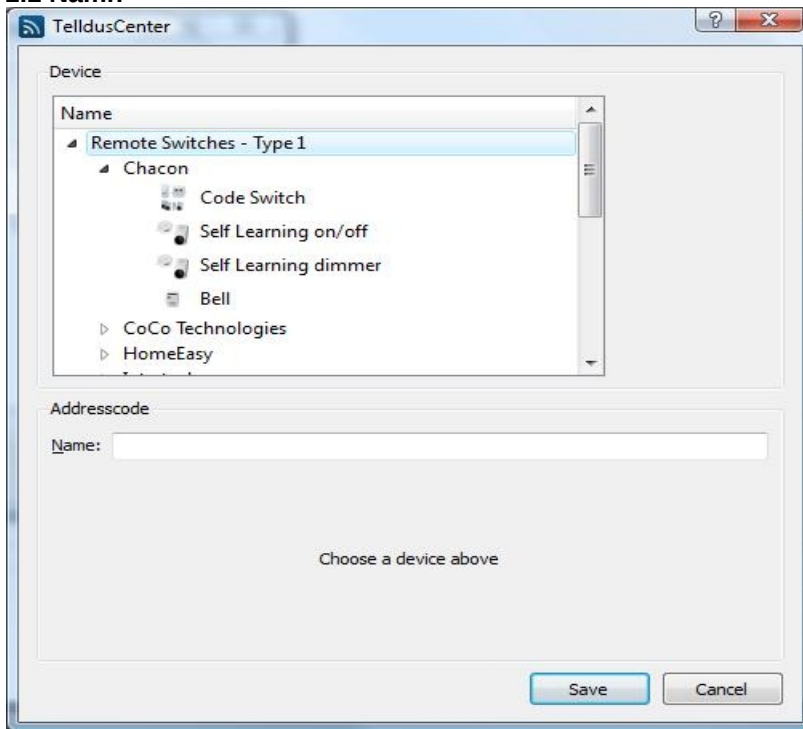 TelldusCenter
Device
Name
Remote Switches - Type 1
Chacon
Code Switch
Self Learning on/off
Self Learning dimmer
Bell
CoCo Technologies
HomeEasy
Addresscode
Name:
Choose a device above
Save
Cancel